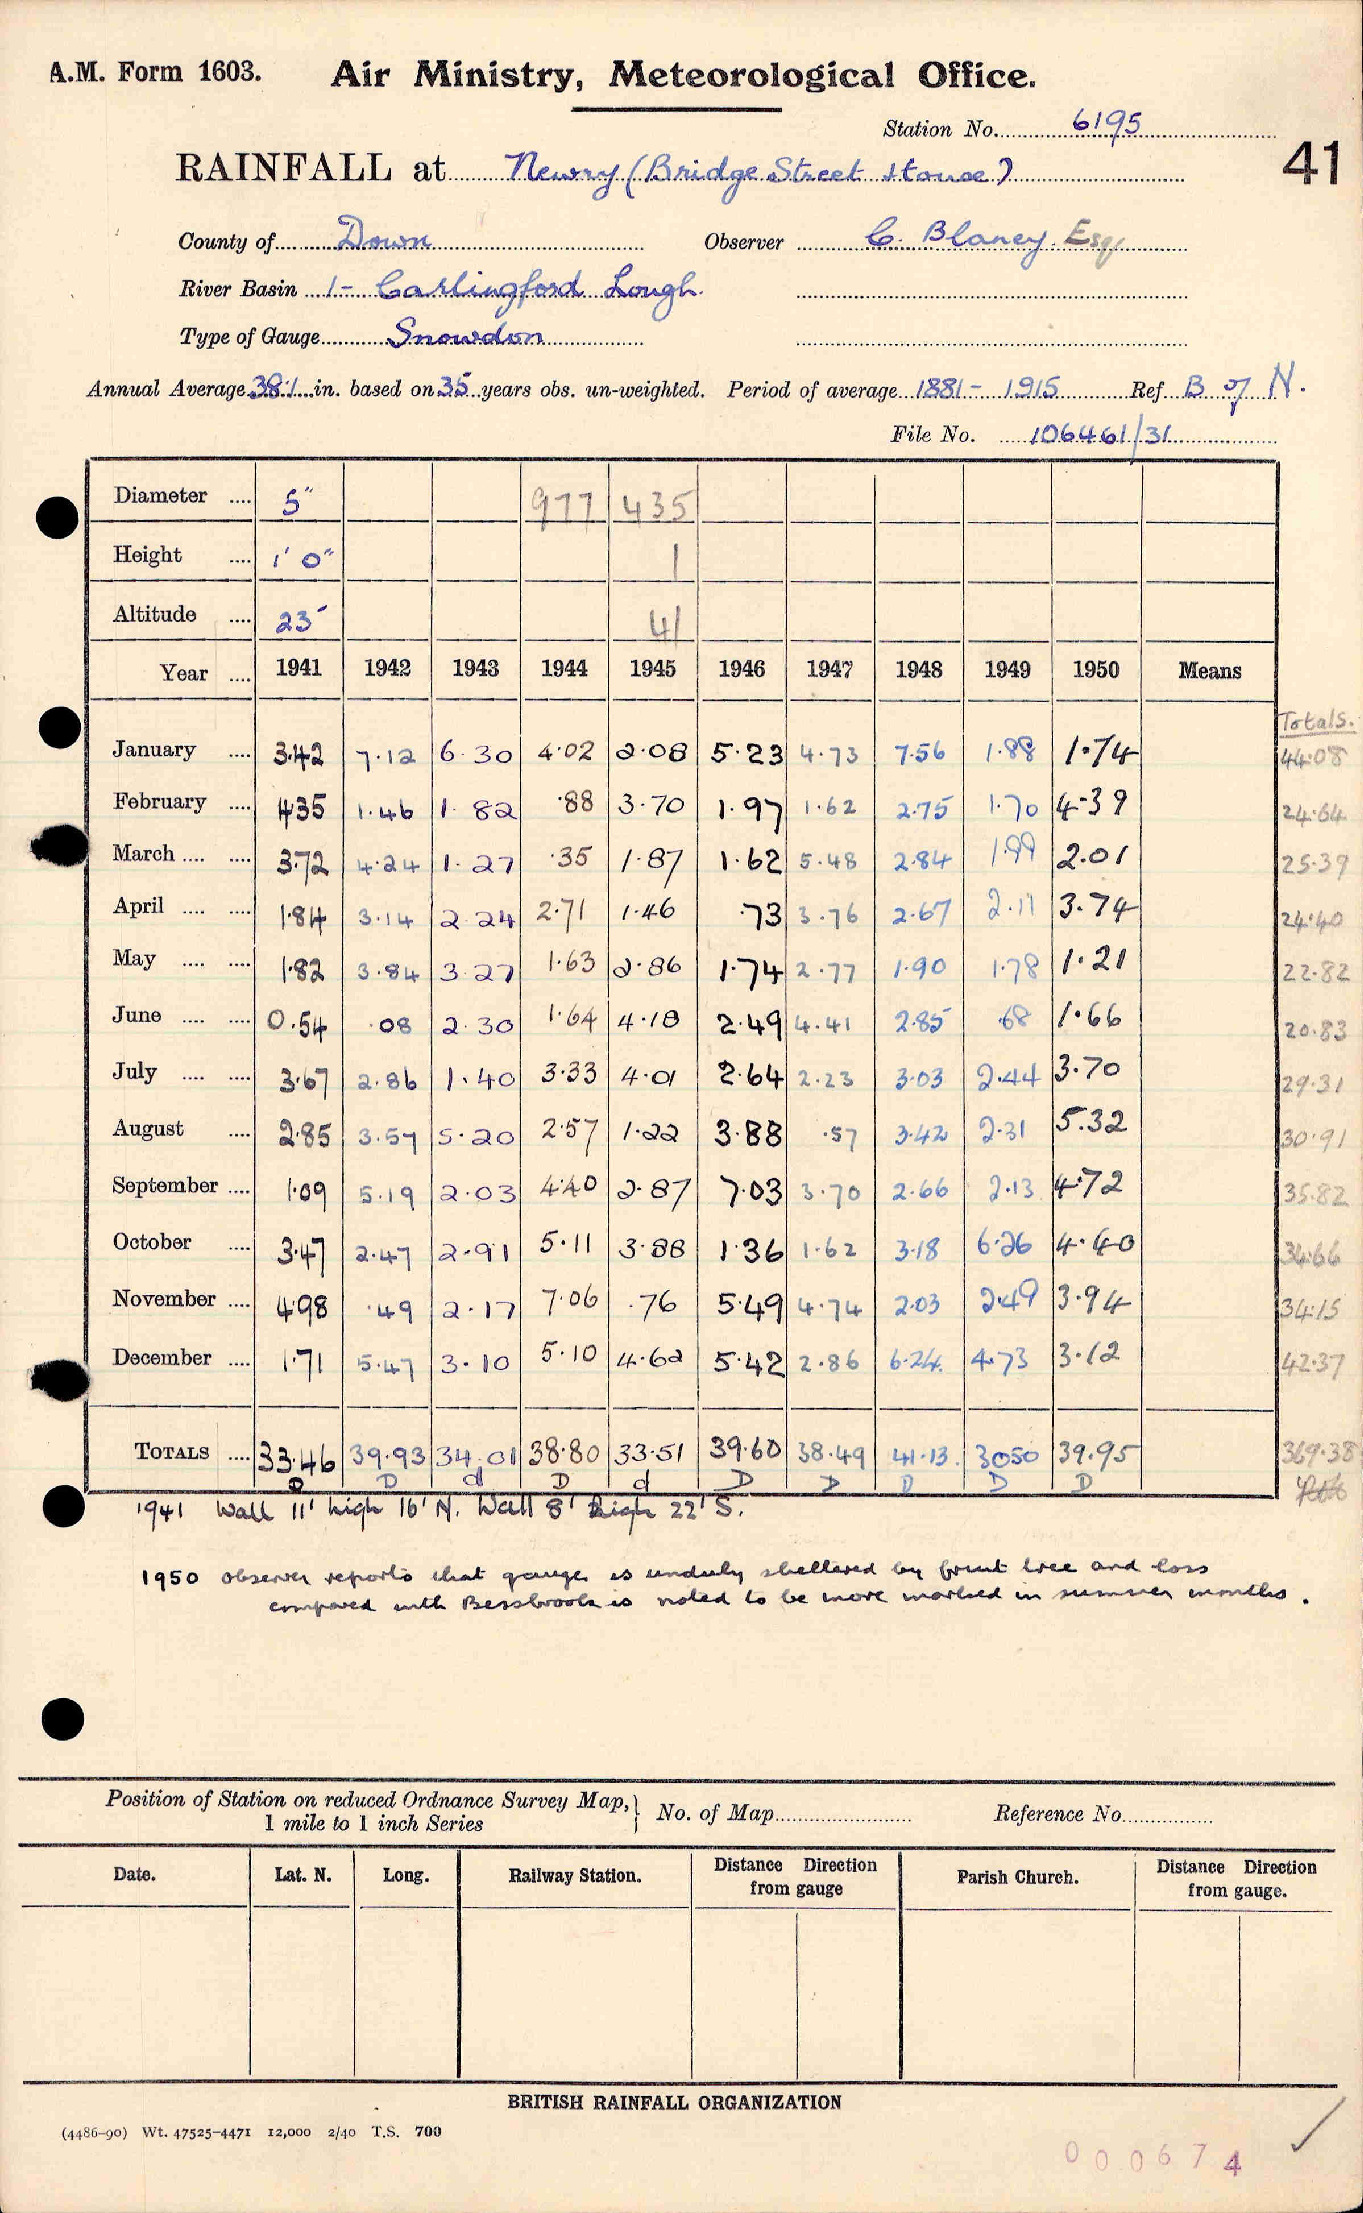 A.M. Form 1603. Air Ministry, Meteorological Office.
Station No. 6195
41
RAINFALL at Newry (Bridge Street House)
County of Down Observer C. Blaney. Esq.
River Basin 1- Carlingford Lough.
Type of Gauge Snowdon
Annual Average 38.1 in. based on 35 years obs. un-weighted. Period of average 1881 - 1915 Ref. B of N.
File No. 106461/31
Diameter .... 5" 977 435
Height .... 1' 0" 1
Altitude .... 23' 41
Year .... 1941 1942 1943 1944 1945 1946 1947 1948 1949 1950 Means
Totals.
January .... 3.42 7.12 6.30 4.02 2.08 5.23 4.73 7.56 1.88 1.74 44.08
February .... 4.35 1.46 1.82 .88 3.70 1.97 1.62 2.75 1.70 4.39 24.64
March .... .... 3.72 4.24 1.27 .35 1.87 1.62 5.48 2.84 1.99 2.01 25.39
April .... .... 1.84 3.14 2.24 2.71 1.46 .73 3.76 2.67 2.11 3.74 24.40
May .... .... 1.82 3.84 3.27 1.63 2.86 1.74 2.77 1.90 1.78 1.21 22.82
June .... .... 0.54 .08 2.30 1.64 4.18 2.49 4.41 2.85 .68 1.66 20.83
July .... .... 3.67 2.86 1.40 3.33 4.01 2.64 2.23 3.03 2.44 3.70 29.31
August .... 2.85 3.57 5.20 2.57 1.22 3.88 .57 3.42 2.31 5.32 30.91
September .... 1.09 5.19 2.03 4.40 2.87 7.03 3.70 2.66 2.13 4.72 35.82
October .... 3.47 2.47 2.91 5.11 3.88 1.36 1.62 3.18 6.26 4.40 34.66
November .... 4.98 .49 2.17 7.06 .76 5.49 4.74 2.03 2.49 3.94 34.15
December .... 1.71 5.47 3.10 5.10 4.62 5.42 2.86 6.24 4.73 3.12 42.37
TOTALS .... 33.46 39.93 34.01 38.80 33.51 39.60 38.49 41.13 30.50 39.95 369.38
D D d D d D D D D D
1941 Wall 11' high 16' N. Wall 8' high 22' S.
1950 observer reports that gauge is unduly sheltered by fruit tree and loss
compared with Bessbrook is noted to be more marked in summer months.
Position of Station on reduced Ordnance Survey Map, 1 mile to 1 inch Series } No. of Map Reference No.
Date. Lat. N. Long. Railway Station. Distance Direction from gauge Parish Church. Distance Direction from gauge.
BRITISH RAINFALL ORGANIZATION
(4486-90) Wt. 47525-4471 12,000 2/40 T.S. 700
000674